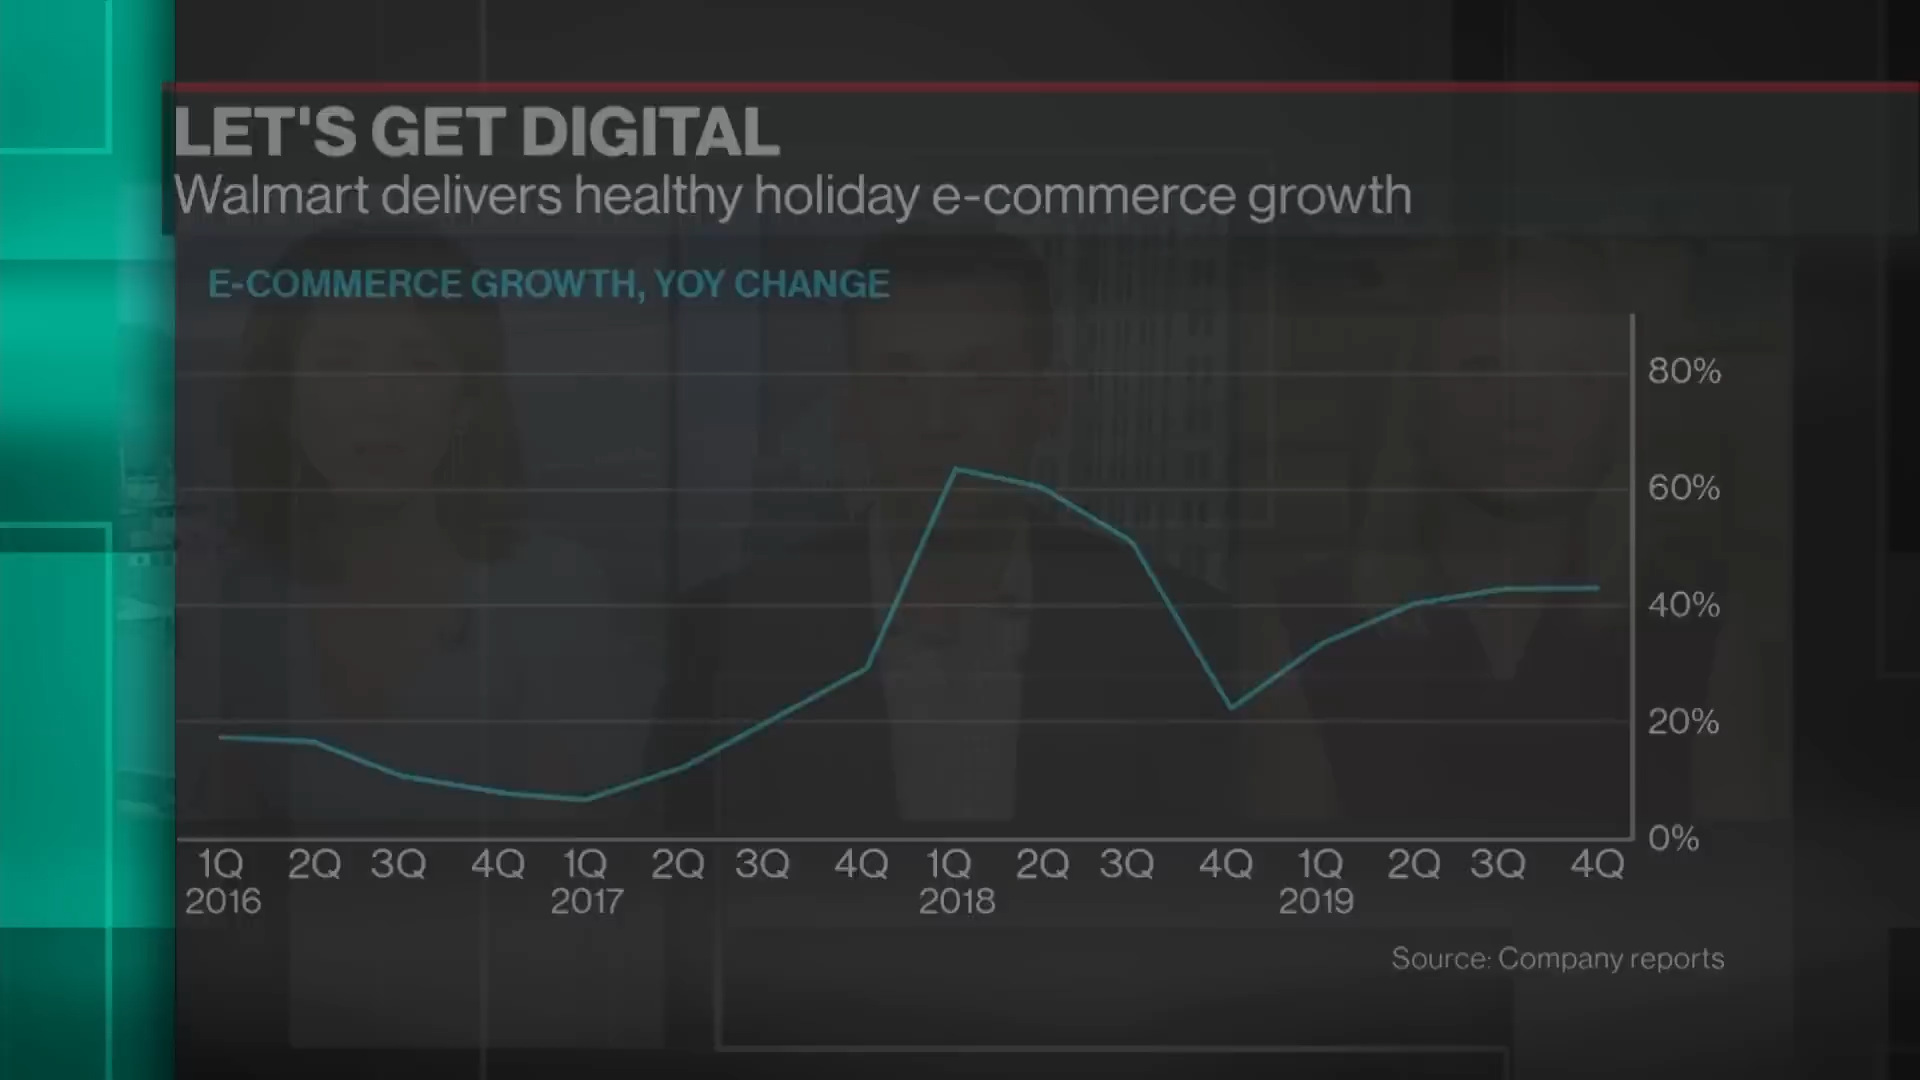 LET'S GET DIGITAL
Walmart delivers healthy holiday e-commerce growth
E-COMMERCE GROWTH, YOY CHANGE
80%
60%
40%
20%
0%
1Q 2Q 3Q 4Q 1Q 2Q 3Q 4Q 1Q 2Q 3Q 4Q 1Q 2Q 3Q 4Q
2016 2017 2018 2019
Source: Company reports